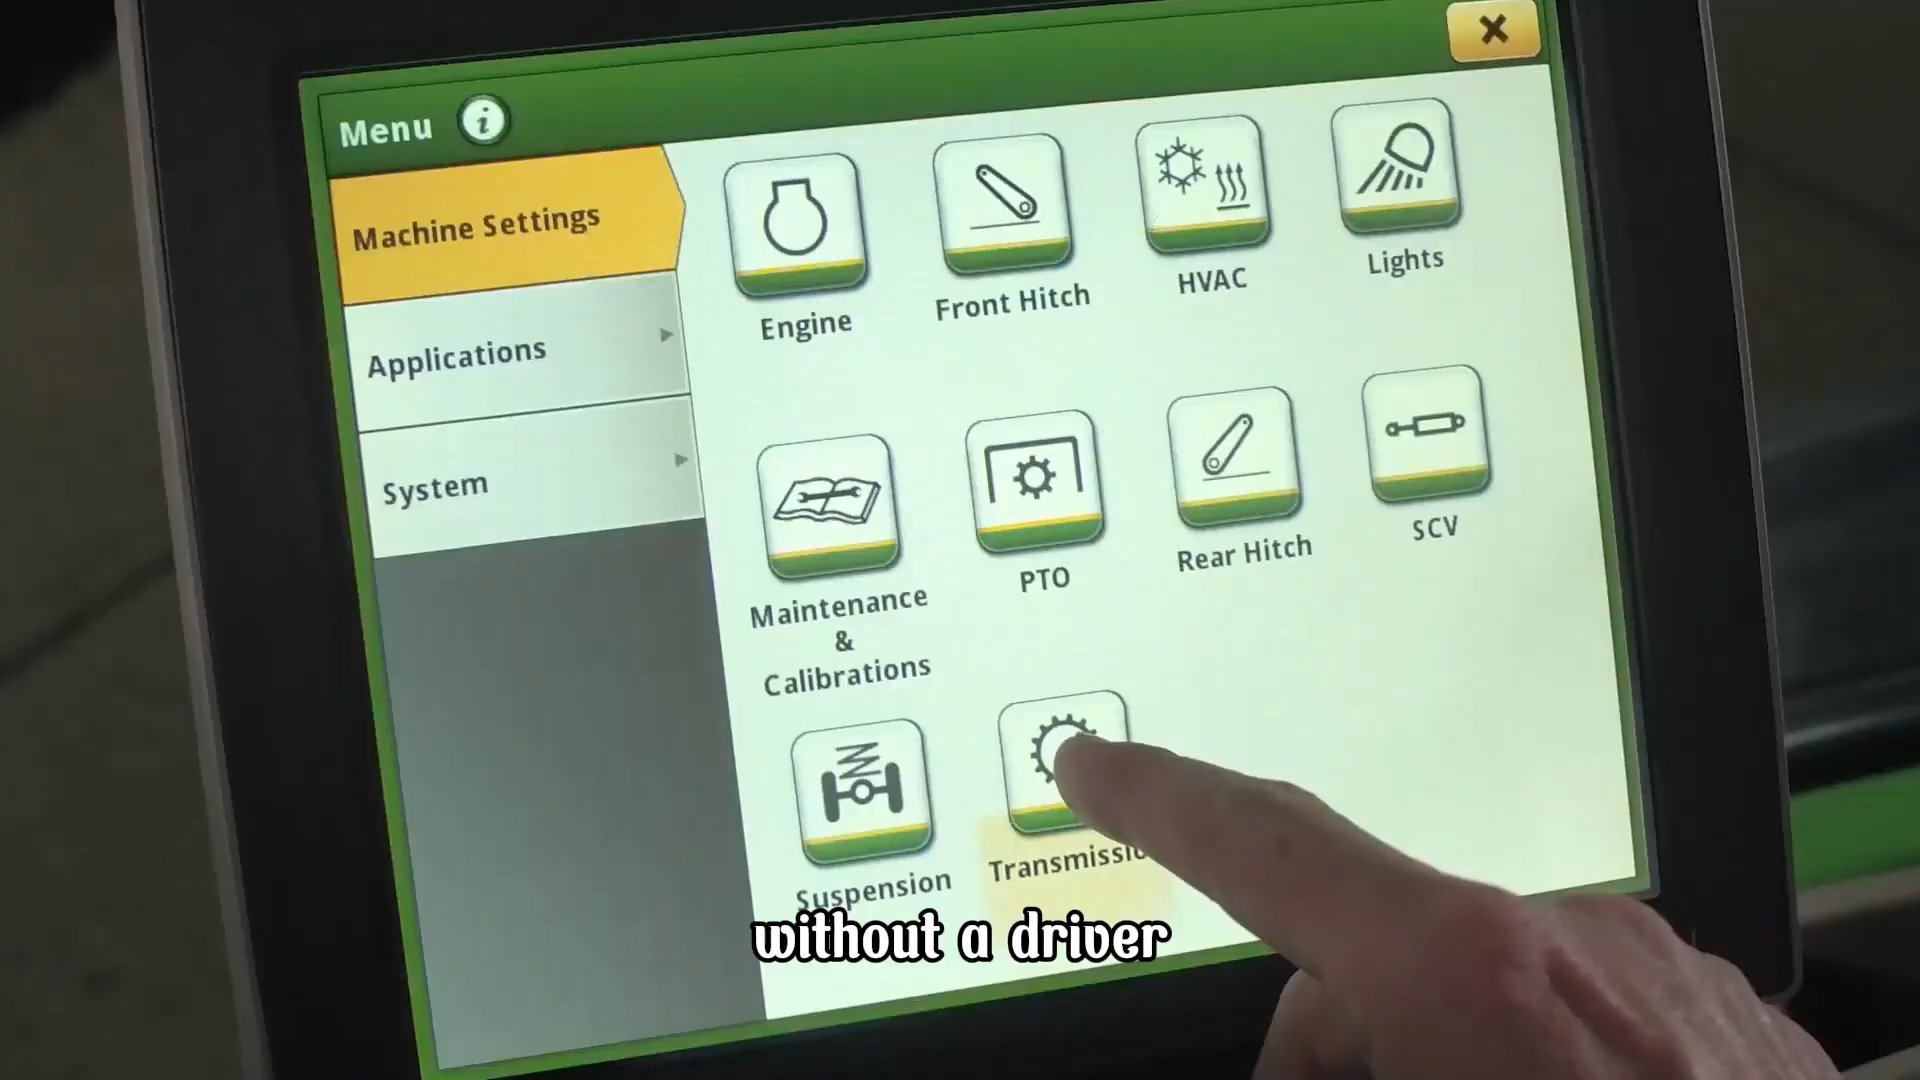 Menu
Machine Settings
Applications
System
Engine
Front Hitch
HVAC
Lights
Maintenance
&
Calibrations
PTO
Rear Hitch
SCV
Suspension
Transmissio
without a driver